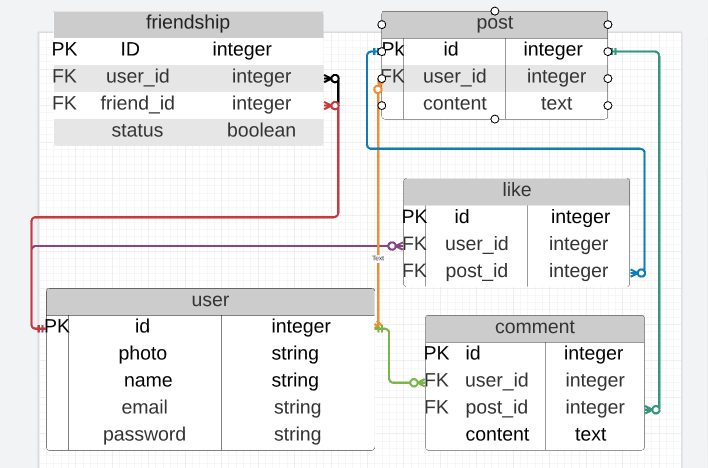 friendship
PK ID integer
FK user_id integer
FK friend_id integer
status boolean
post
Pk id integer
FK user_id integer
content text
like
PK id integer
FK user_id integer
FK post_id integer
Text
user
PK id integer
photo string
name string
email string
password string
comment
PK id integer
FK user_id integer
FK post_id integer
content text